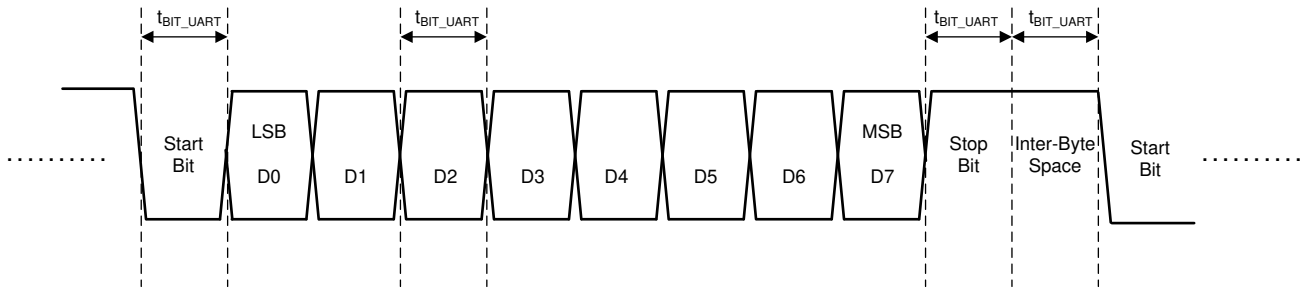 tBIT_UART tBIT_UART tBIT_UART tBIT_UART
LSB MSB
Start Bit D0 D1 D2 D3 D4 D5 D6 D7 Stop Bit Inter-Byte Space Start Bit